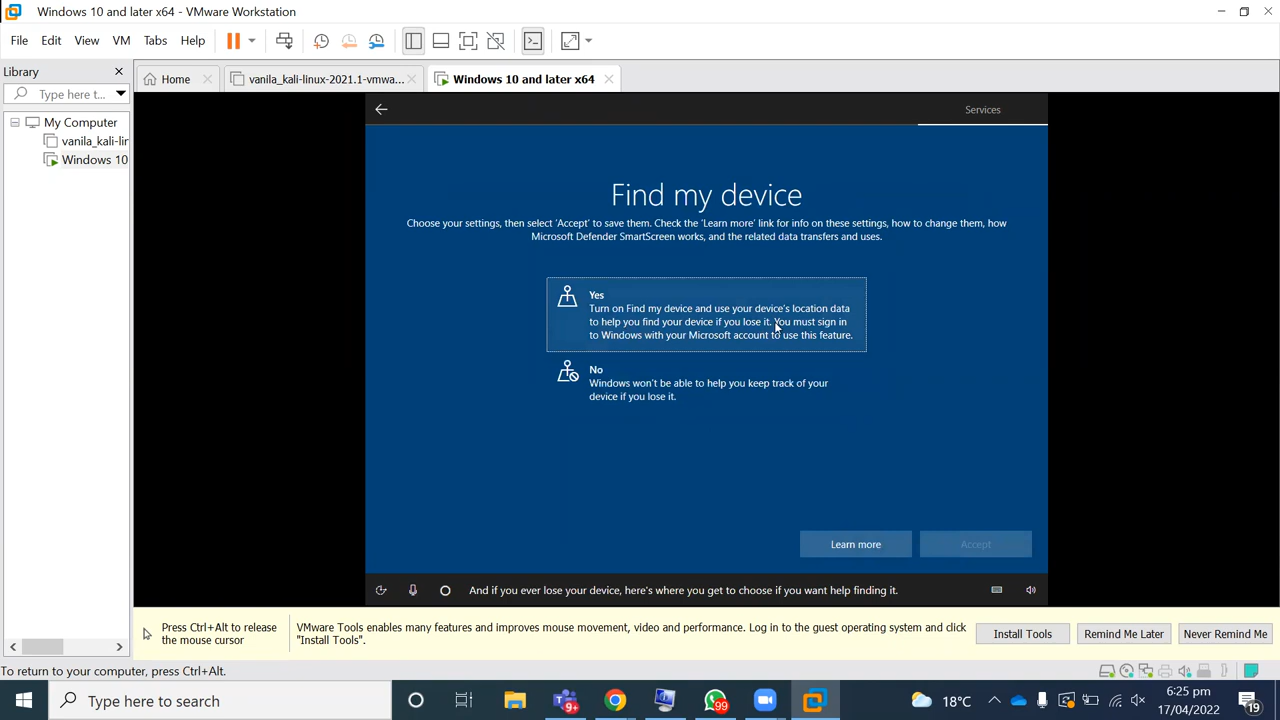 Windows 10 and later x64 - VMware Workstation
File Edit View VM Tabs Help
Library
Type here t...
My Computer
vanila_kali-lin
Windows 10
Home
vanila_kali-linux-2021.1-vmwa...
Windows 10 and later x64
Services
Find my device
Choose your settings, then select 'Accept' to save them. Check the 'Learn more' link for info on these settings, how to change them, how
Microsoft Defender SmartScreen works, and the related data transfers and uses.
Yes
Turn on Find my device and use your device's location data
to help you find your device if you lose it. You must sign in
to Windows with your Microsoft account to use this feature.
No
Windows won't be able to help you keep track of your
device if you lose it.
Learn more
Accept
And if you ever lose your device, here's where you get to choose if you want help finding it.
Press Ctrl+Alt to release
the mouse cursor
VMware Tools enables many features and improves mouse movement, video and performance. Log in to the guest operating system and click
"Install Tools".
Install Tools
Remind Me Later
Never Remind Me
To return to your computer, press Ctrl+Alt.
Type here to search
9+
99
18°C
6:25 pm
17/04/2022
19